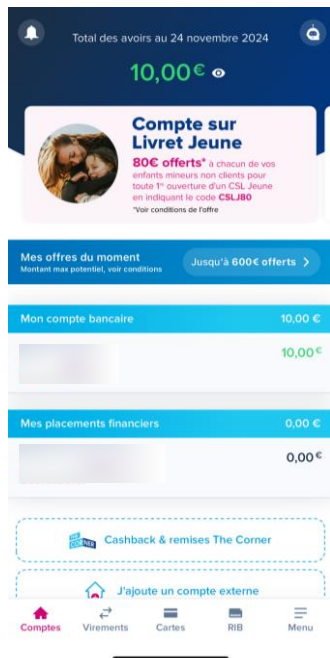 Total des avoirs au 24 novembre 2024
10,00€
Compte sur
Livret Jeune
80€ offerts* à chacun de vos
enfants mineurs non clients pour
toute 1re ouverture d'un CSL Jeune
en indiquant le code CSLJ80
*Voir conditions de l'offre
Mes offres du moment
Montant max potentiel, voir conditions
Jusqu'à 600€ offerts >
Mon compte bancaire 10,00 €
10,00€
Mes placements financiers 0,00 €
0,00€
THE CORNER Cashback & remises The Corner
J'ajoute un compte externe
Comptes Virements Cartes RIB Menu